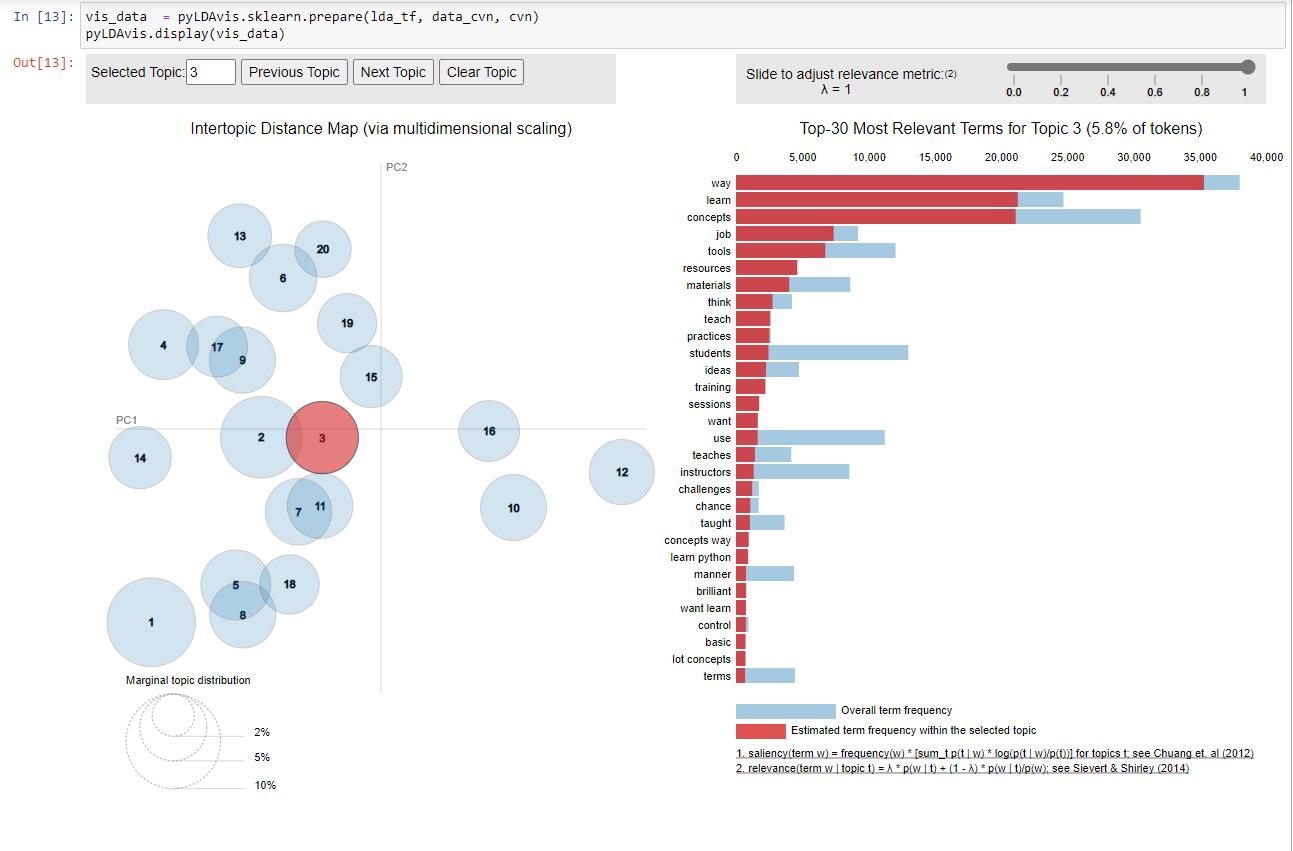 In [13]: vis_data  = pyLDAvis.sklearn.prepare(lda_tf, data_cvn, cvn)
pyLDAvis.display(vis_data)
Out[13]:
Selected Topic: 3 Previous Topic Next Topic Clear Topic
Slide to adjust relevance metric:(2)
λ = 1
0.0 0.2 0.4 0.6 0.8 1
Intertopic Distance Map (via multidimensional scaling)
PC2
PC1
13
20
6
19
4
17
9
15
2
3
16
14
12
7
11
10
5
18
8
1
Marginal topic distribution
2%
5%
10%
Top-30 Most Relevant Terms for Topic 3 (5.8% of tokens)
0 5,000 10,000 15,000 20,000 25,000 30,000 35,000 40,000
way
learn
concepts
job
tools
resources
materials
think
teach
practices
students
ideas
training
sessions
want
use
teaches
instructors
challenges
chance
taught
concepts way
learn python
manner
brilliant
want learn
control
basic
lot concepts
terms
Overall term frequency
Estimated term frequency within the selected topic
1. saliency(term w) = frequency(w) * [sum_t p(t | w) * log(p(t | w)/p(t))] for topics t; see Chuang et. al (2012)
2. relevance(term w | topic t) = λ * p(w | t) + (1 - λ) * p(w | t)/p(w); see Sievert & Shirley (2014)